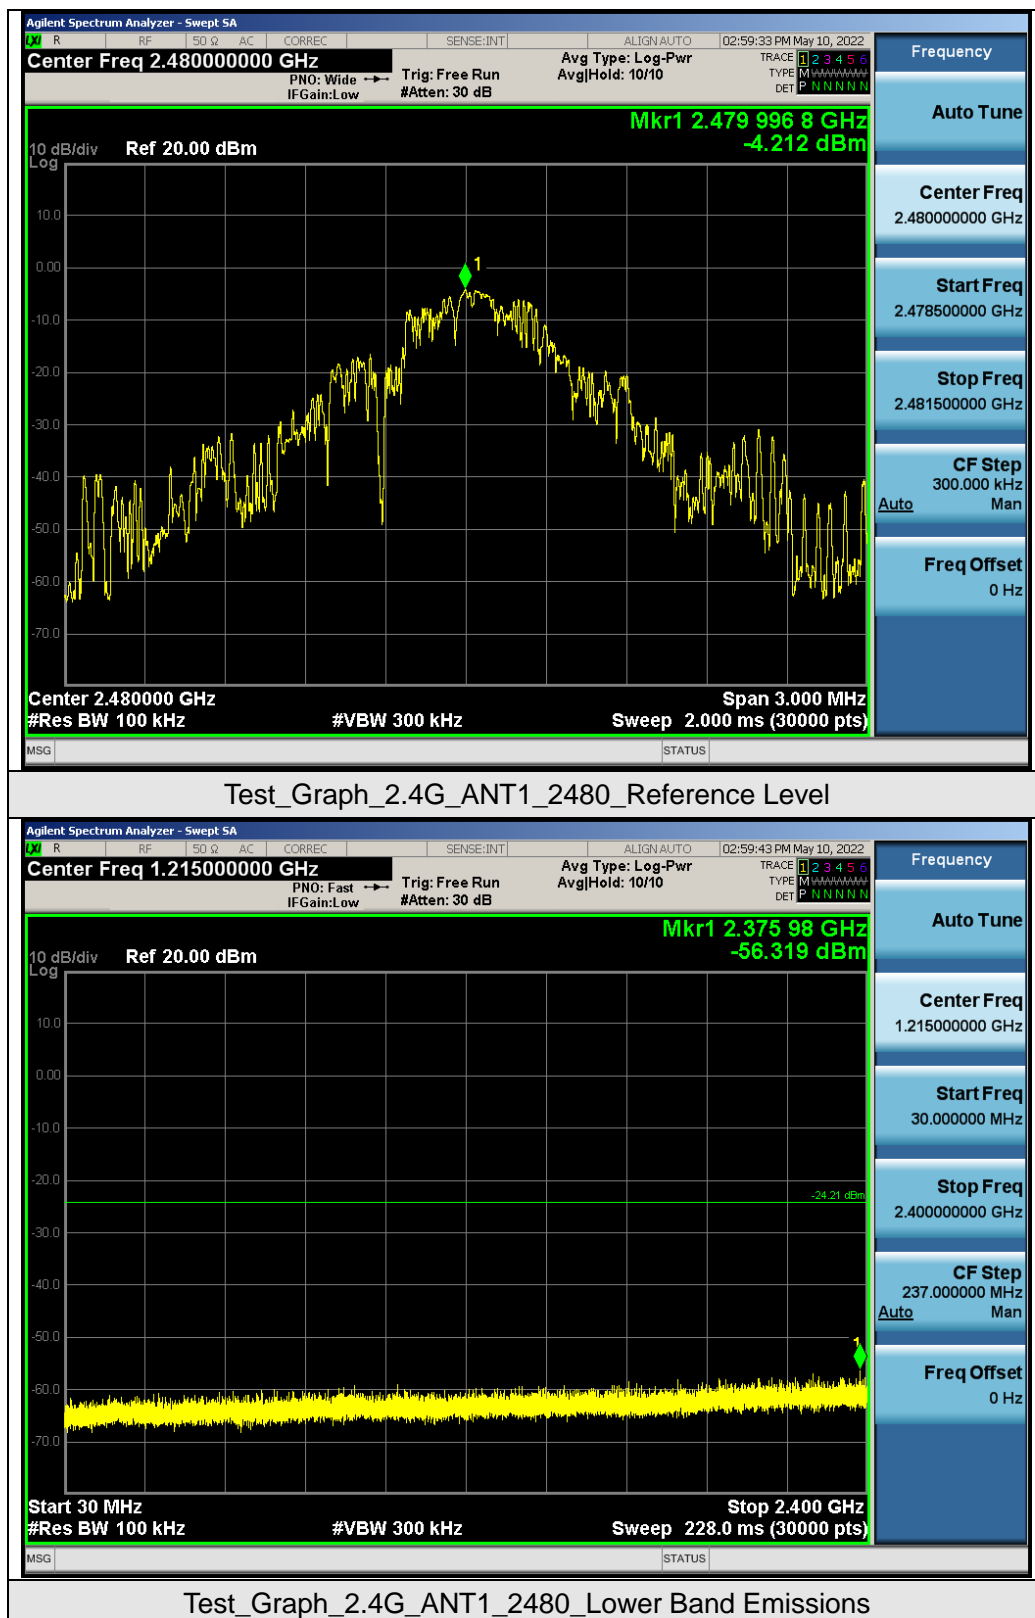 Agilent Spectrum Analyzer - Swept SA
LXI R RF 50 Ω AC CORREC SENSE:INT ALIGN AUTO 02:59:33 PM May 10, 2022
Center Freq 2.480000000 GHz
PNO: Wide
IFGain:Low
Trig: Free Run
#Atten: 30 dB
Avg Type: Log-Pwr
Avg|Hold: 10/10
TRACE 1 2 3 4 5 6
TYPE M
DET P N N N N N
Mkr1 2.479 996 8 GHz
-4.212 dBm
10 dB/div
Log
Ref 20.00 dBm
1
10.0
0.00
-10.0
-20.0
-30.0
-40.0
-50.0
-60.0
-70.0
Center 2.480000 GHz
Span 3.000 MHz
#Res BW 100 kHz
#VBW 300 kHz
Sweep 2.000 ms (30000 pts)
MSG
STATUS
Frequency
Auto Tune
Center Freq
2.480000000 GHz
Start Freq
2.478500000 GHz
Stop Freq
2.481500000 GHz
CF Step
300.000 kHz
Auto Man
Freq Offset
0 Hz
Test_Graph_2.4G_ANT1_2480_Reference Level
Agilent Spectrum Analyzer - Swept SA
LXI R RF 50 Ω AC CORREC SENSE:INT ALIGN AUTO 02:59:43 PM May 10, 2022
Center Freq 1.215000000 GHz
PNO: Fast
IFGain:Low
Trig: Free Run
#Atten: 30 dB
Avg Type: Log-Pwr
Avg|Hold: 10/10
TRACE 1 2 3 4 5 6
TYPE M
DET P N N N N N
Mkr1 2.375 98 GHz
-56.319 dBm
10 dB/div
Log
Ref 20.00 dBm
10.0
0.00
-10.0
-20.0
-24.21 dBm
-30.0
-40.0
-50.0
1
-60.0
-70.0
Start 30 MHz
Stop 2.400 GHz
#Res BW 100 kHz
#VBW 300 kHz
Sweep 228.0 ms (30000 pts)
MSG
STATUS
Frequency
Auto Tune
Center Freq
1.215000000 GHz
Start Freq
30.000000 MHz
Stop Freq
2.400000000 GHz
CF Step
237.000000 MHz
Auto Man
Freq Offset
0 Hz
Test_Graph_2.4G_ANT1_2480_Lower Band Emissions